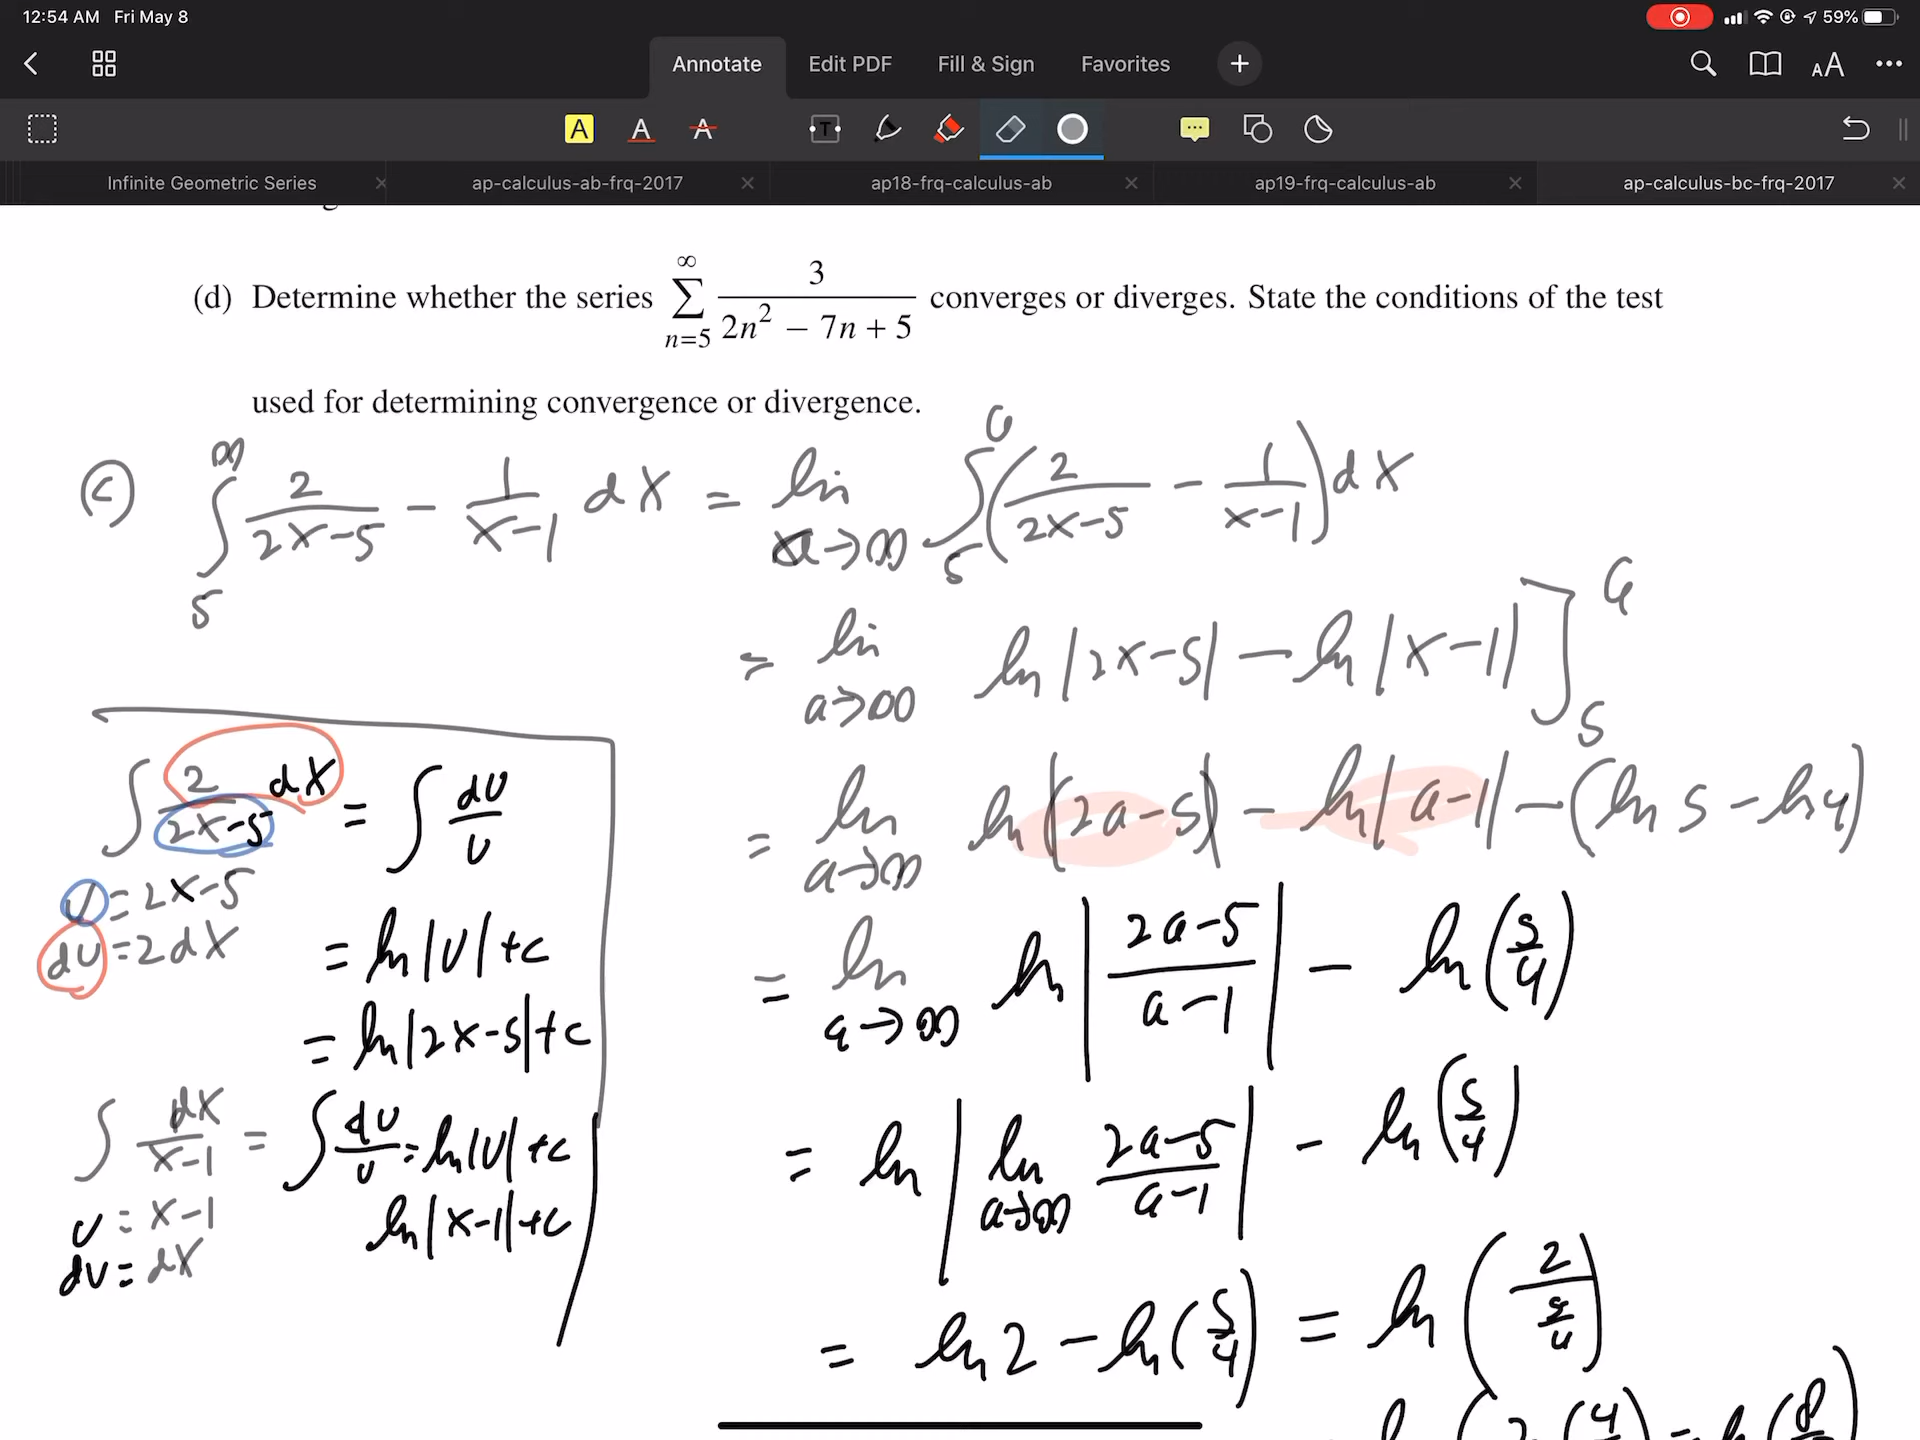 12:54 AM Fri May 8
59%
Annotate Edit PDF Fill & Sign Favorites
Infinite Geometric Series ap-calculus-ab-frq-2017 ap18-frq-calculus-ab ap19-frq-calculus-ab ap-calculus-bc-frq-2017
(d) Determine whether the series ∑_{n=5}^{∞} 3/(2n² − 7n + 5) converges or diverges. State the conditions of the test
used for determining convergence or divergence.
(c) ∫_5^∞ 2/(2x−5) − 1/(x−1) dx = lim_{a→∞} ∫_5^a (2/(2x−5) − 1/(x−1)) dx
= lim_{a→∞} ln|2x−5| − ln|x−1| ]_5^a
= lim_{a→∞} ln|2a−5| − ln|a−1| − (ln 5 − ln 4)
= lim_{a→∞} ln|(2a−5)/(a−1)| − ln(5/4)
= ln|lim_{a→∞} (2a−5)/(a−1)| − ln(5/4)
= ln 2 − ln(5/4) = ln(2/(5/4))
∫ 2/(2x−5) dx = ∫ du/u
u = 2x−5
du = 2dx
= ln|u| + c
= ln|2x−5| + c
∫ dx/(x−1) = ∫ du/u = ln|u| + c
u = x−1
ln|x−1| + c
du = dx